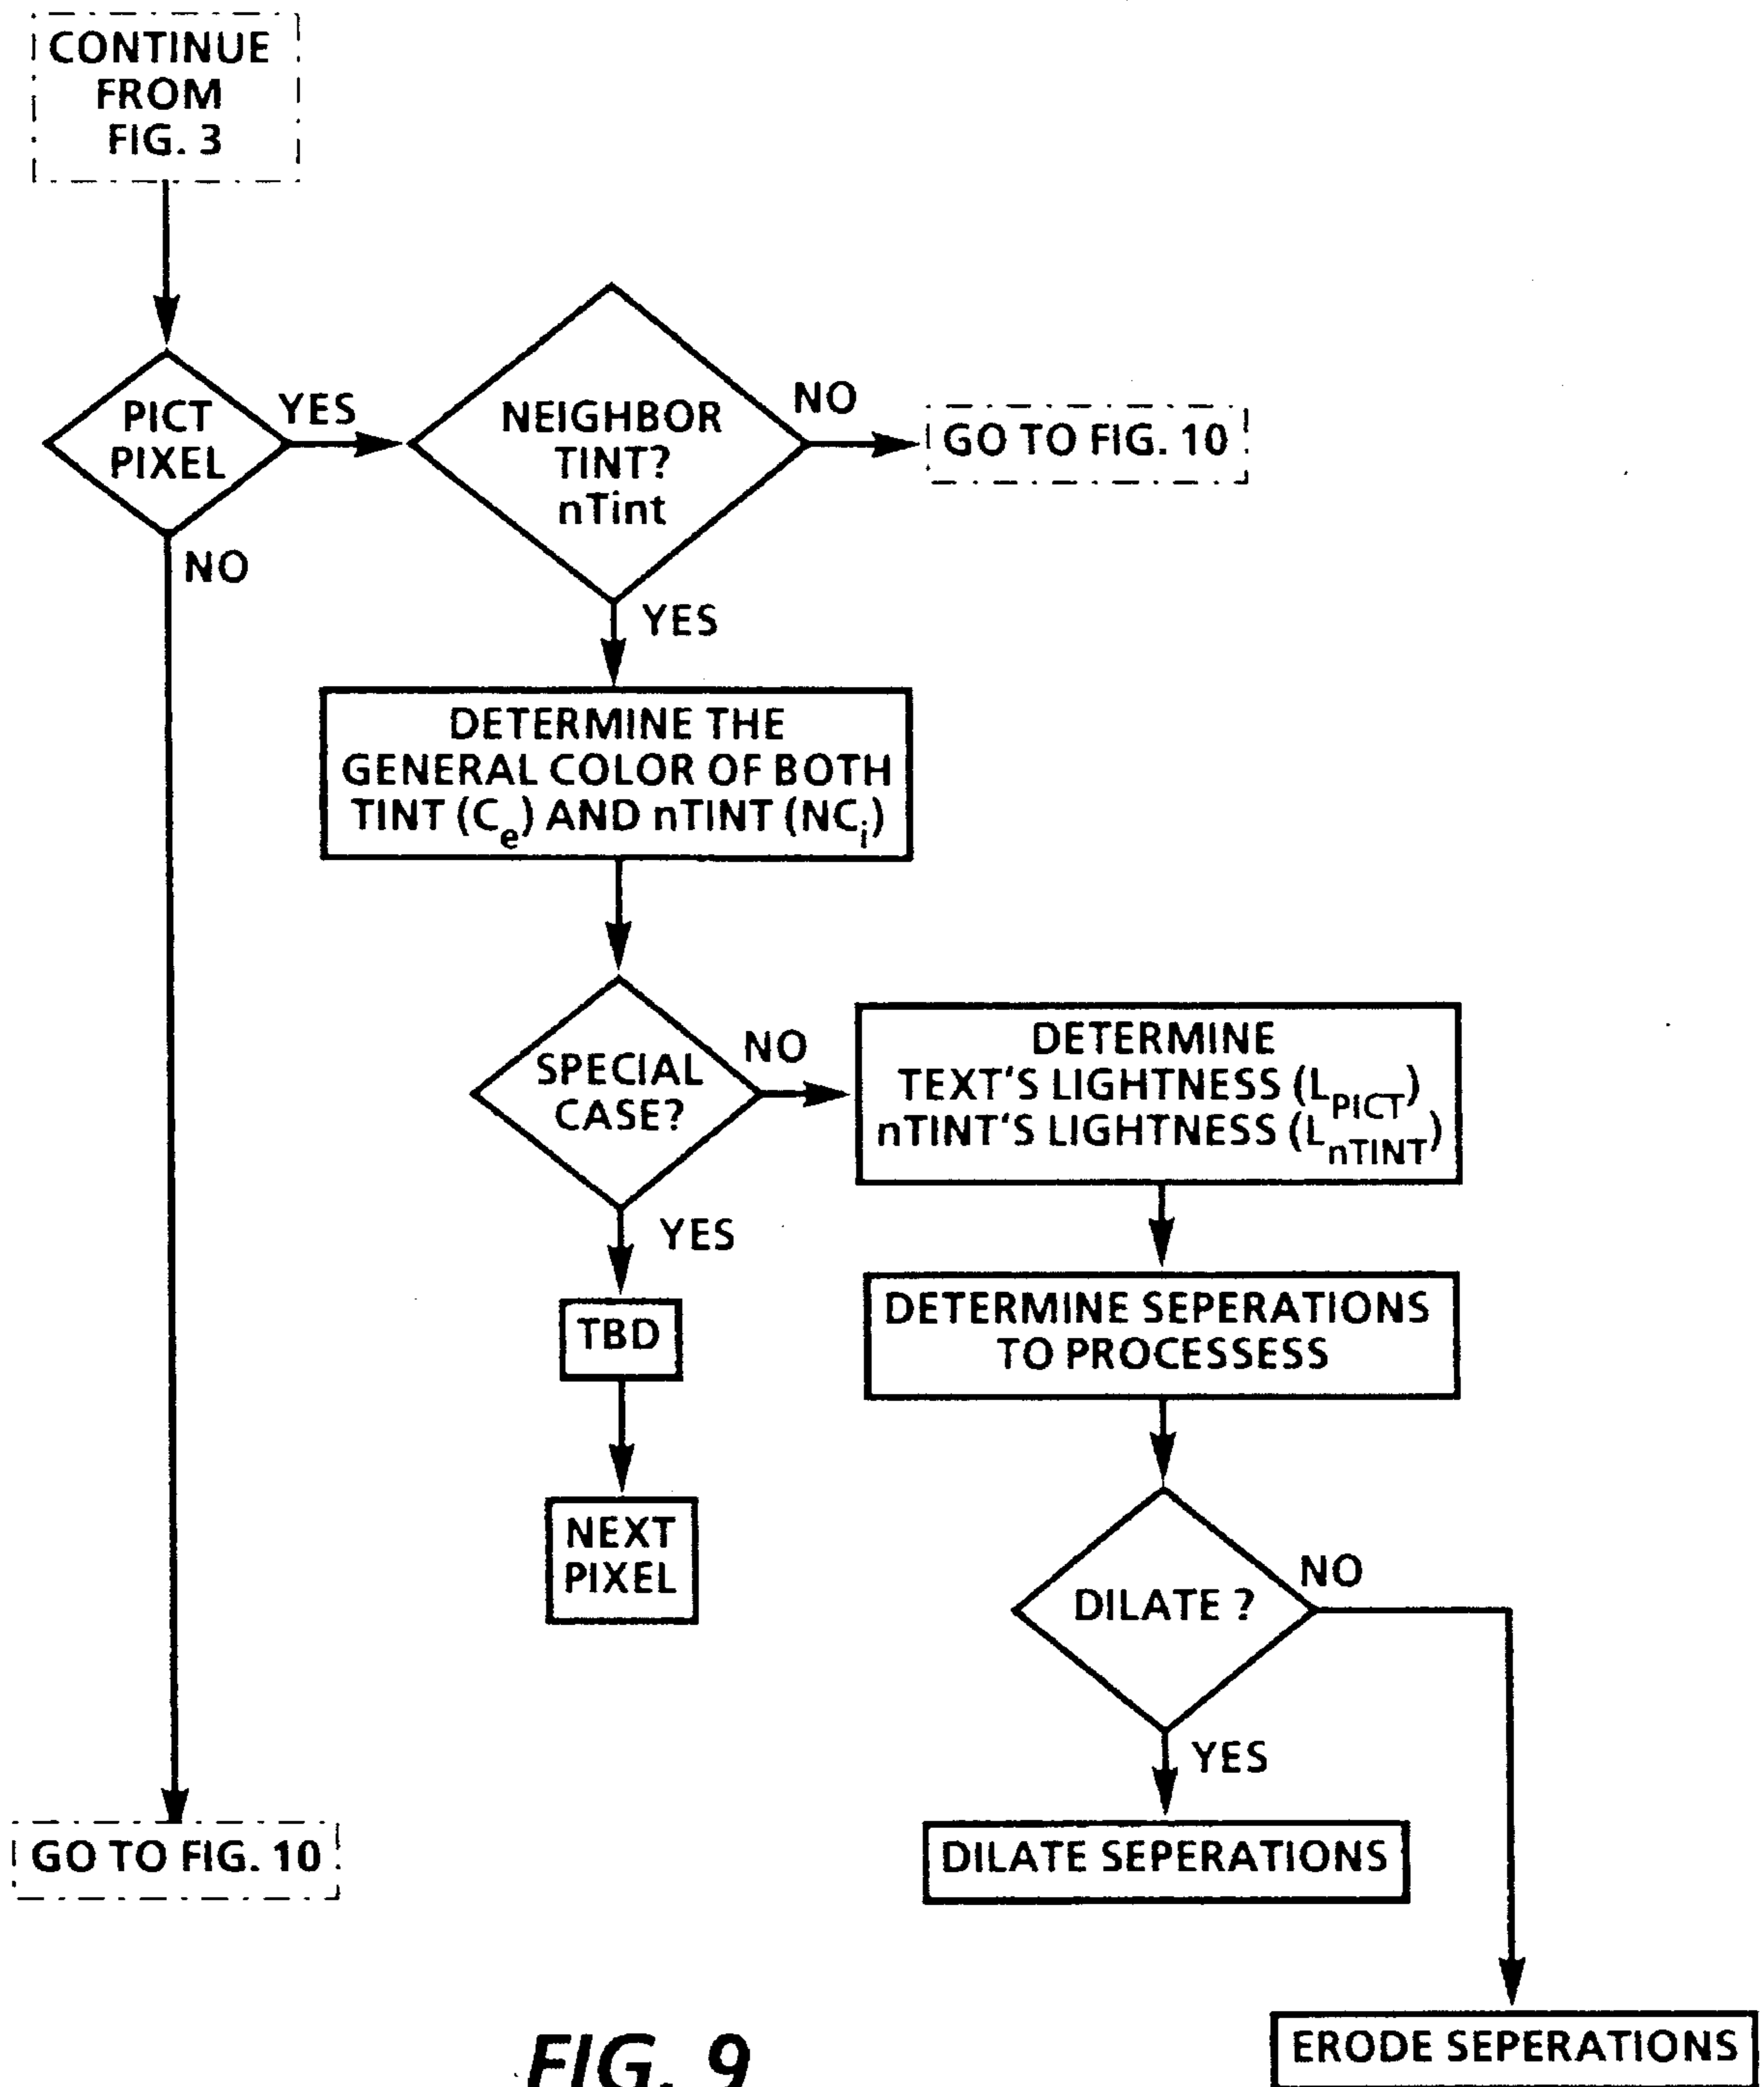 CONTINUE
FROM
FIG. 3
PICT
PIXEL
YES
NO
NEIGHBOR
TINT?
nTint
NO
GO TO FIG. 10
YES
DETERMINE THE
GENERAL COLOR OF BOTH
TINT (Ce) AND nTINT (NCi)
SPECIAL
CASE?
NO
DETERMINE
TEXT'S LIGHTNESS (LPICT)
nTINT'S LIGHTNESS (LnTINT)
YES
TBD
DETERMINE SEPERATIONS
TO PROCESSESS
NEXT
PIXEL
DILATE ?
NO
YES
GO TO FIG. 10
DILATE SEPERATIONS
ERODE SEPERATIONS
FIG. 9